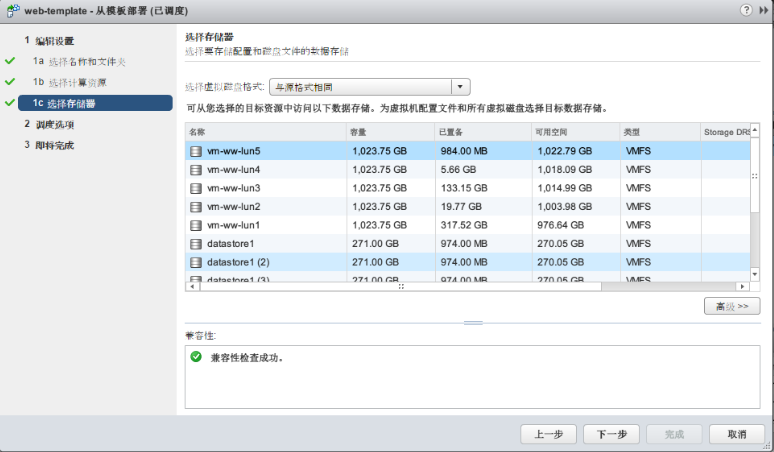 web-template - 从模板部署 (已调度)
1 编辑设置
1a 选择名称和文件夹
1b 选择计算资源
1c 选择存储器
2 调度选项
3 即将完成
选择存储器
选择要存储配置和磁盘文件的数据存储
选择虚拟磁盘格式: 与源格式相同
可从您选择的目标资源中访问以下数据存储。为虚拟机配置文件和所有虚拟磁盘选择目标数据存储。
名称 容量 已置备 可用空间 类型 Storage DRS
vm-ww-lun5 1,023.75 GB 984.00 MB 1,022.79 GB VMFS
vm-ww-lun4 1,023.75 GB 5.66 GB 1,018.09 GB VMFS
vm-ww-lun3 1,023.75 GB 133.15 GB 1,014.99 GB VMFS
vm-ww-lun2 1,023.75 GB 19.77 GB 1,003.98 GB VMFS
vm-ww-lun1 1,023.75 GB 317.52 GB 976.64 GB VMFS
datastore1 271.00 GB 974.00 MB 270.05 GB VMFS
datastore1 (2) 271.00 GB 974.00 MB 270.05 GB VMFS
datastore1 (3) 271.00 GB 974.00 MB 270.05 GB VMFS
高级 >>
兼容性:
兼容性检查成功。
上一步 下一步 完成 取消